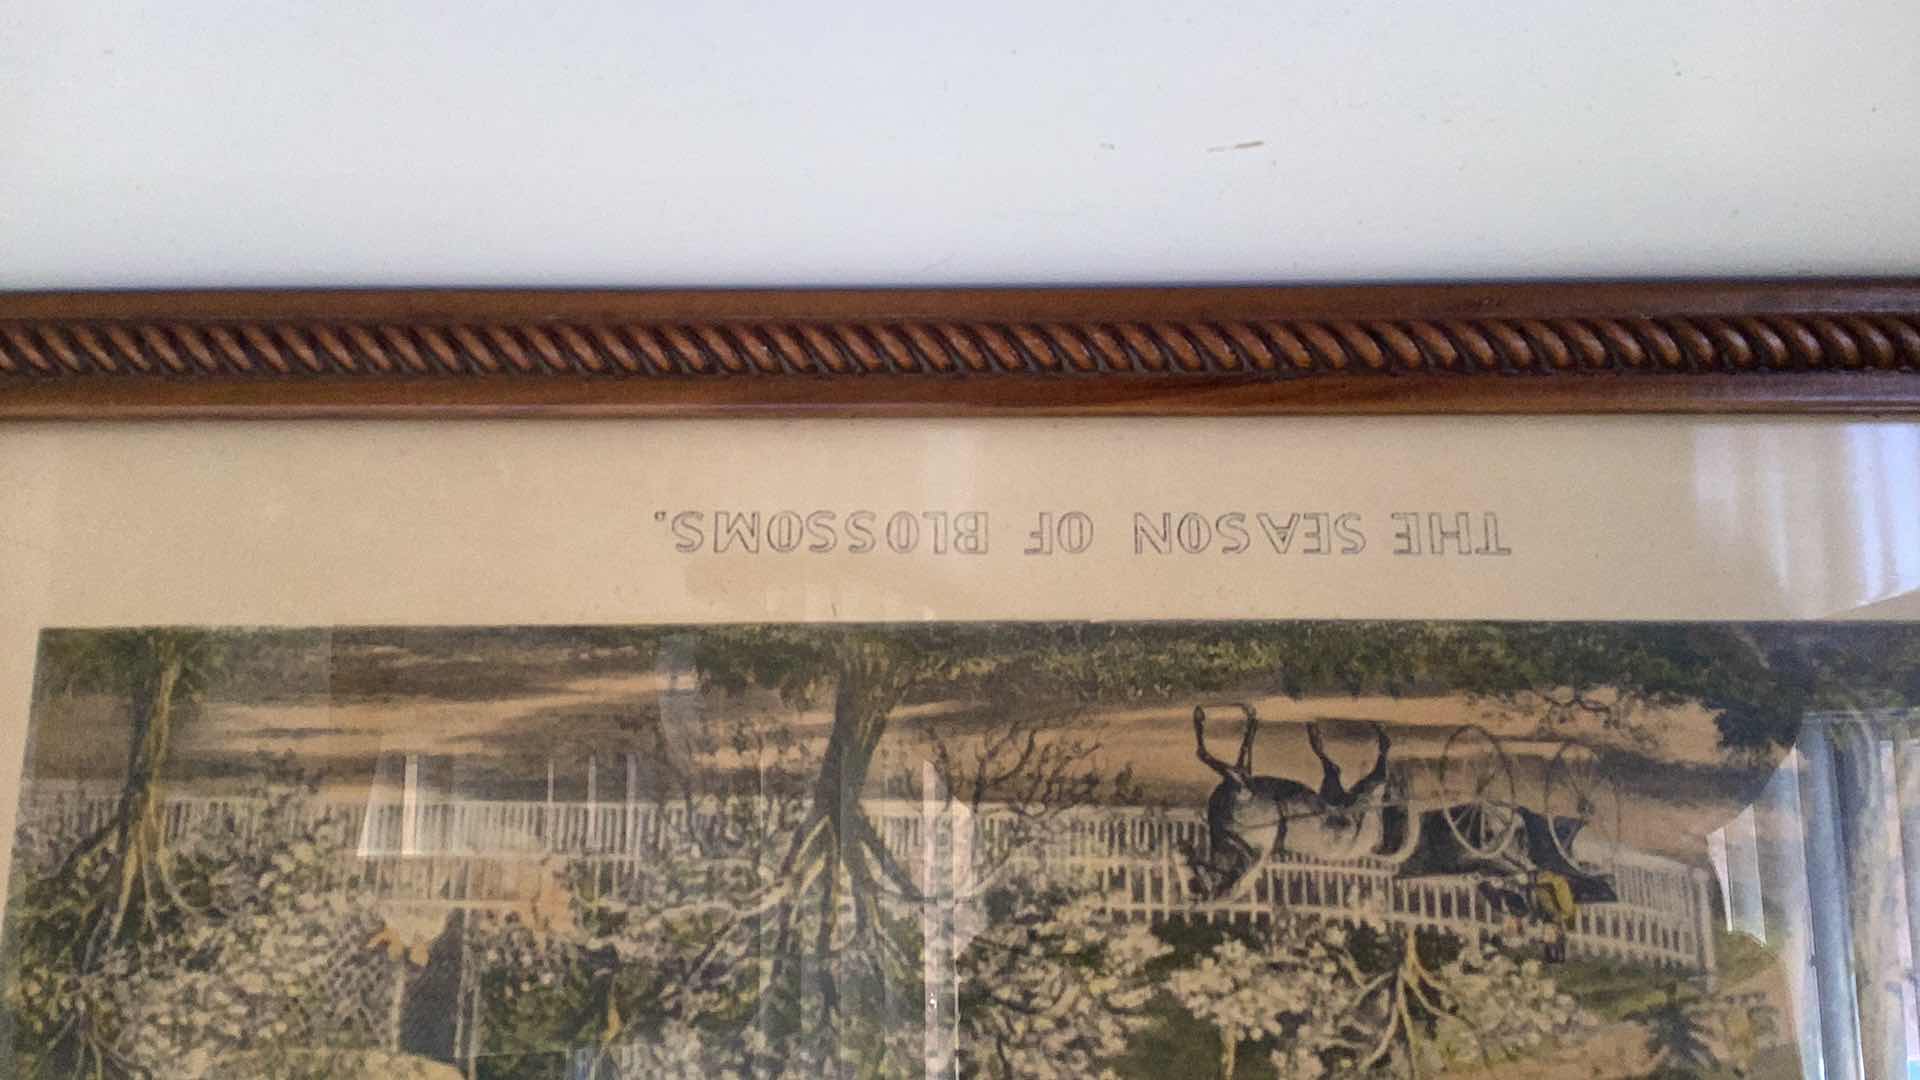 THE SEASON OF BLOSSOMS.